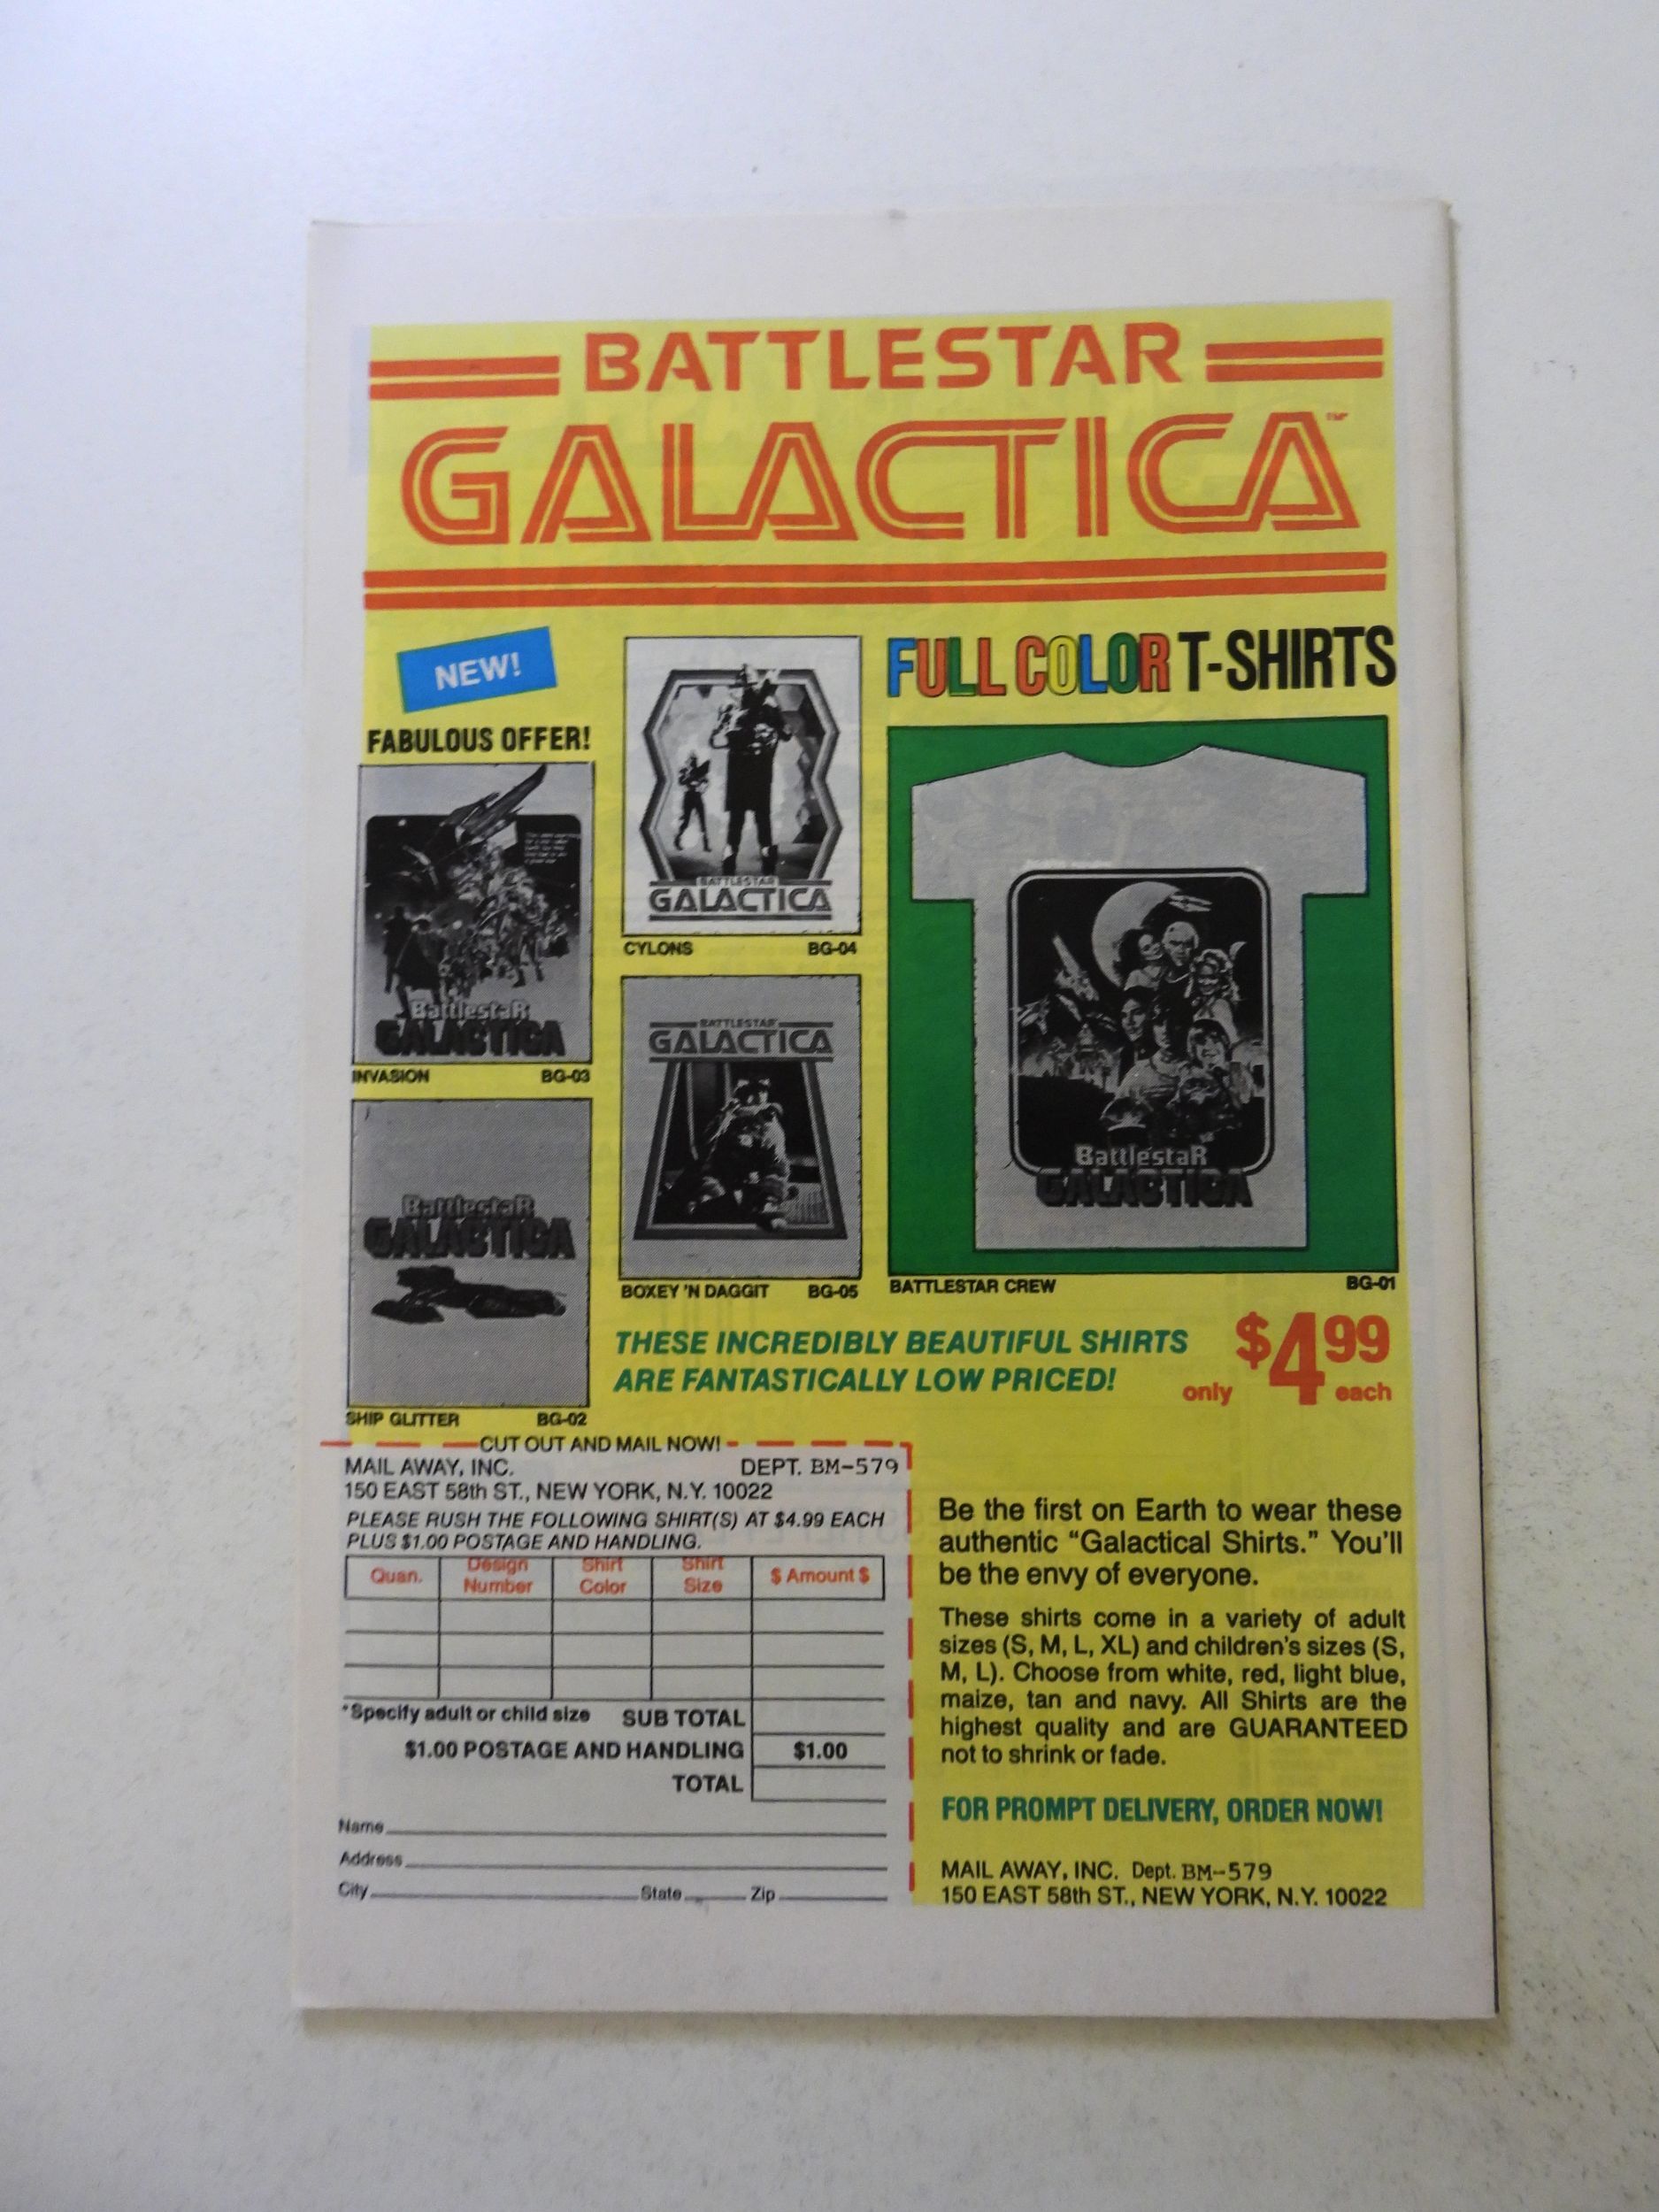 BATTLESTAR
GALACTICA™
NEW!
FABULOUS OFFER!
FULL COLOR T-SHIRTS
BattlestaR
GALACTICA
INVASION BG-03
BATTLESTAR
GALACTICA
CYLONS BG-04
BattlestaR
GALACTICA
SHIP GLITTER BG-02
BATTLESTAR
GALACTICA
BOXEY 'N DAGGIT BG-05
BattlestaR
GALACTICA
BATTLESTAR CREW BG-01
THESE INCREDIBLY BEAUTIFUL SHIRTS
ARE FANTASTICALLY LOW PRICED!
only $4.99 each
CUT OUT AND MAIL NOW!
MAIL AWAY, INC. DEPT. BM-579
150 EAST 58th ST., NEW YORK, N.Y. 10022
PLEASE RUSH THE FOLLOWING SHIRT(S) AT $4.99 EACH
PLUS $1.00 POSTAGE AND HANDLING.
Quan. Design Number Shirt Color Shirt Size $ Amount $
*Specify adult or child size SUB TOTAL
$1.00 POSTAGE AND HANDLING $1.00
TOTAL
Name
Address
City State Zip
Be the first on Earth to wear these
authentic “Galactical Shirts.” You'll
be the envy of everyone.
These shirts come in a variety of adult
sizes (S, M, L, XL) and children's sizes (S,
M, L). Choose from white, red, light blue,
maize, tan and navy. All Shirts are the
highest quality and are GUARANTEED
not to shrink or fade.
FOR PROMPT DELIVERY, ORDER NOW!
MAIL AWAY, INC. Dept. BM-579
150 EAST 58th ST., NEW YORK, N.Y. 10022